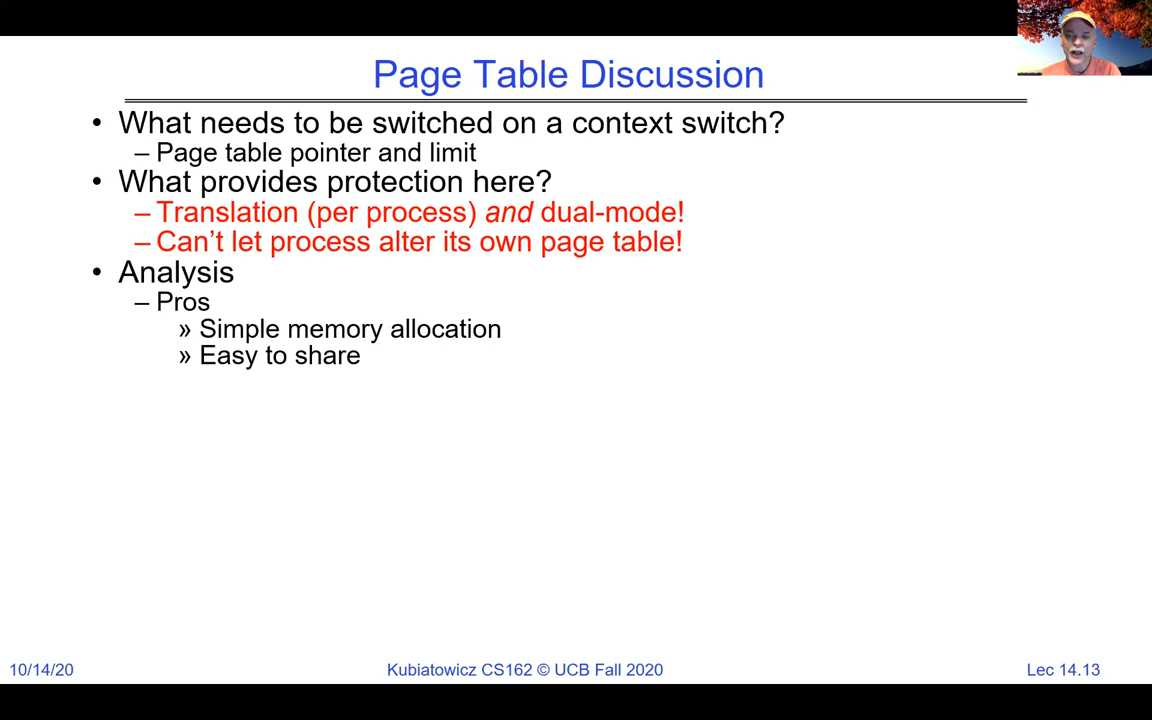 Page Table Discussion
• What needs to be switched on a context switch?
– Page table pointer and limit
• What provides protection here?
– Translation (per process) and dual-mode!
– Can’t let process alter its own page table!
• Analysis
– Pros
» Simple memory allocation
» Easy to share
10/14/20
Kubiatowicz CS162 © UCB Fall 2020
Lec 14.13